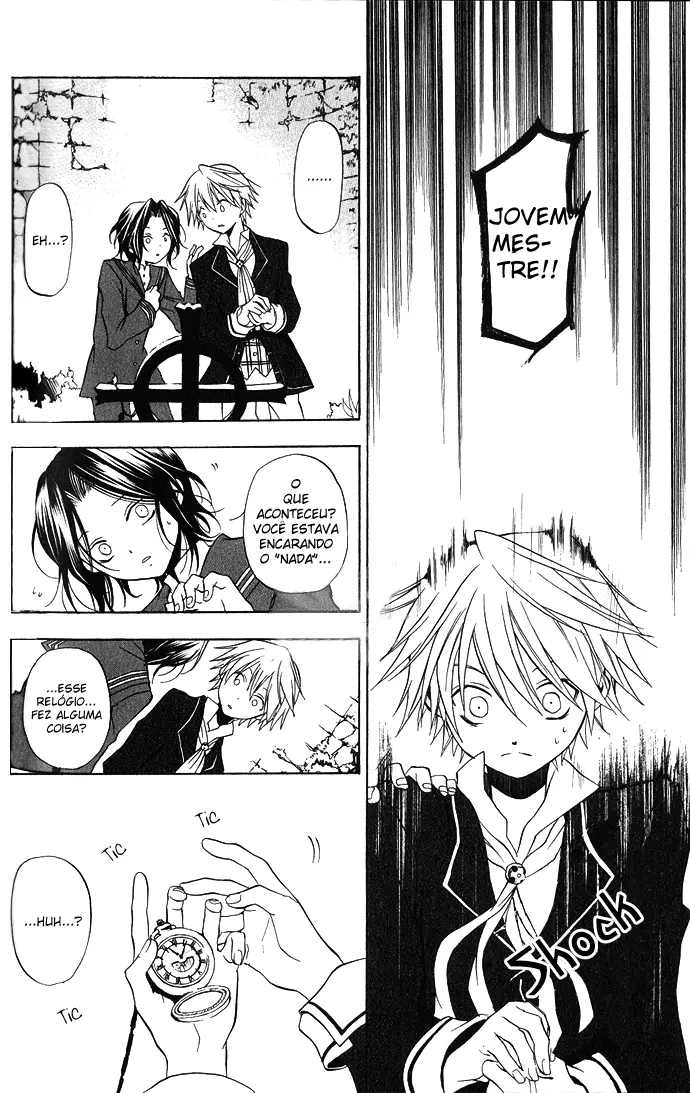 JOVEM
MES-
TRE!!
Shock
......
EH...?
O
QUE
ACONTECEU?
VOCÊ ESTAVA
ENCARANDO
O "NADA"...
...ESSE
RELÓGIO...
FEZ ALGUMA
COISA?
TIC
TIC
...HUH...?
TIC